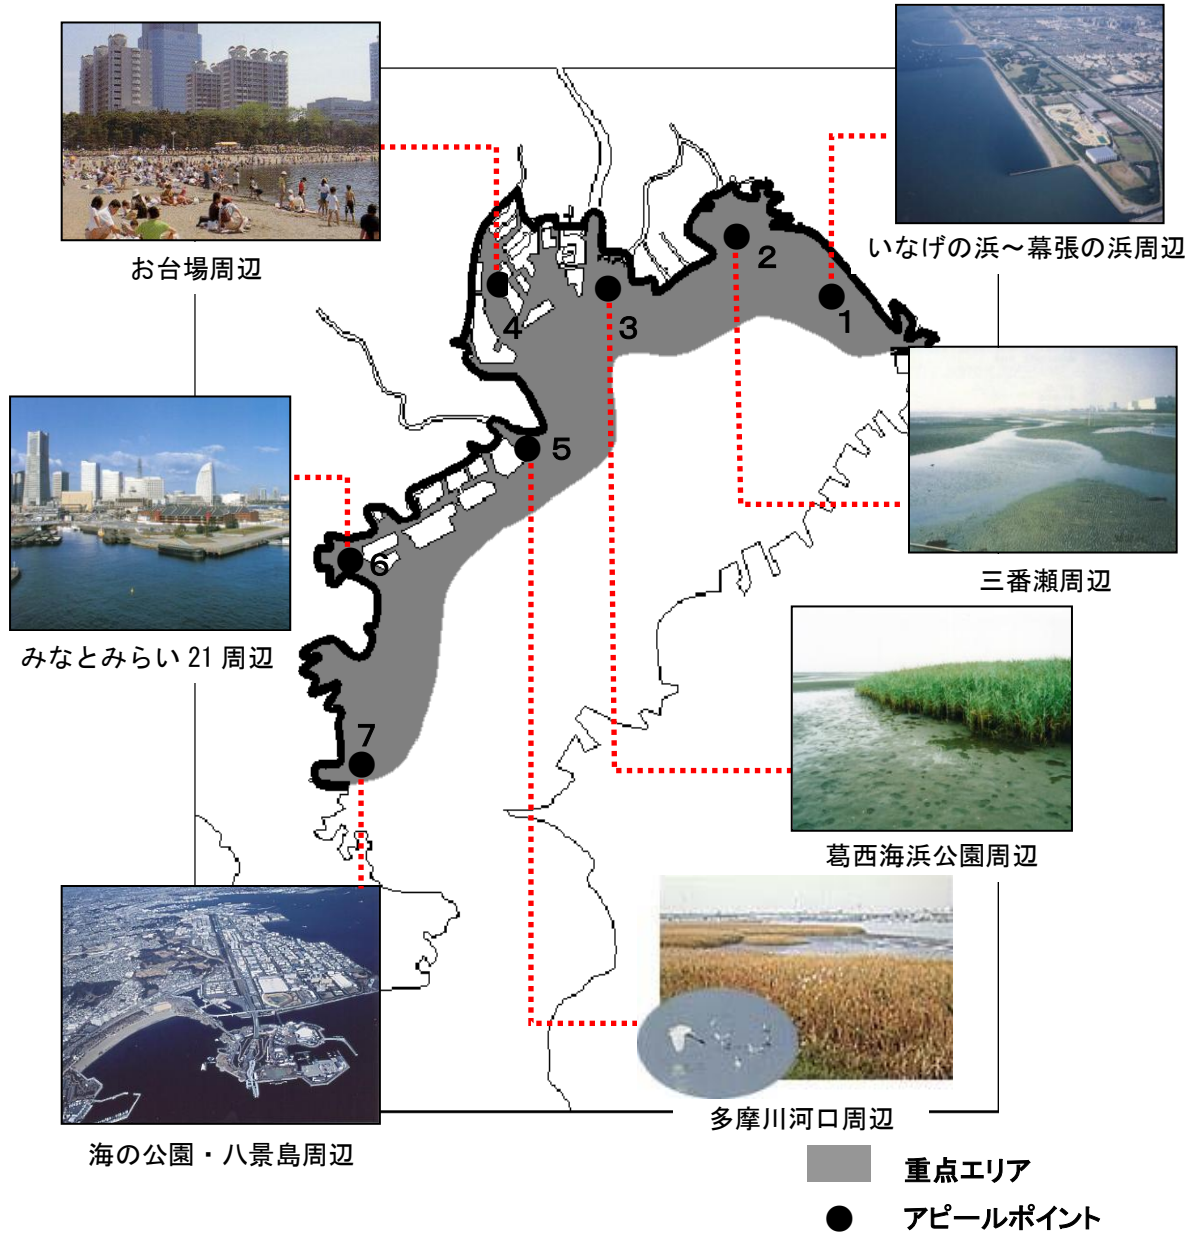 お台場周辺
いなげの浜～幕張の浜周辺
2
1
3
4
三番瀬周辺
5
6
みなとみらい 21 周辺
7
葛西海浜公園周辺
多摩川河口周辺
海の公園・八景島周辺
重点エリア
アピールポイント